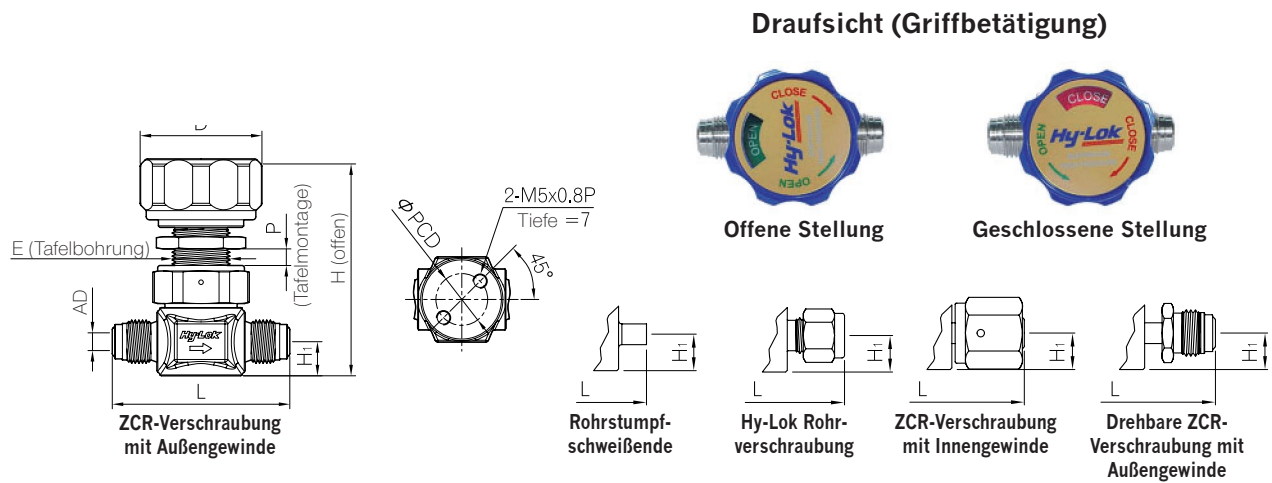 Draufsicht (Griffbetätigung)
CLOSE
OPEN
Hy-Lok
OPEN
CLOSE
OPEN
Hy-Lok
CLOSE
Offene Stellung
Geschlossene Stellung
D
E (Tafelbohrung)
P
(Tafelmontage)
H (offen)
AD
Hy-Lok
H1
L
ZCR-Verschraubung
mit Außengewinde
ΦPCD
2-M5x0.8P
Tiefe =7
45°
H1
L
Rohrstumpf-
schweißende
H1
L
Hy-Lok Rohr-
verschraubung
H1
L
ZCR-Verschraubung
mit Innengewinde
H1
L
Drehbare ZCR-
Verschraubung mit
Außengewinde